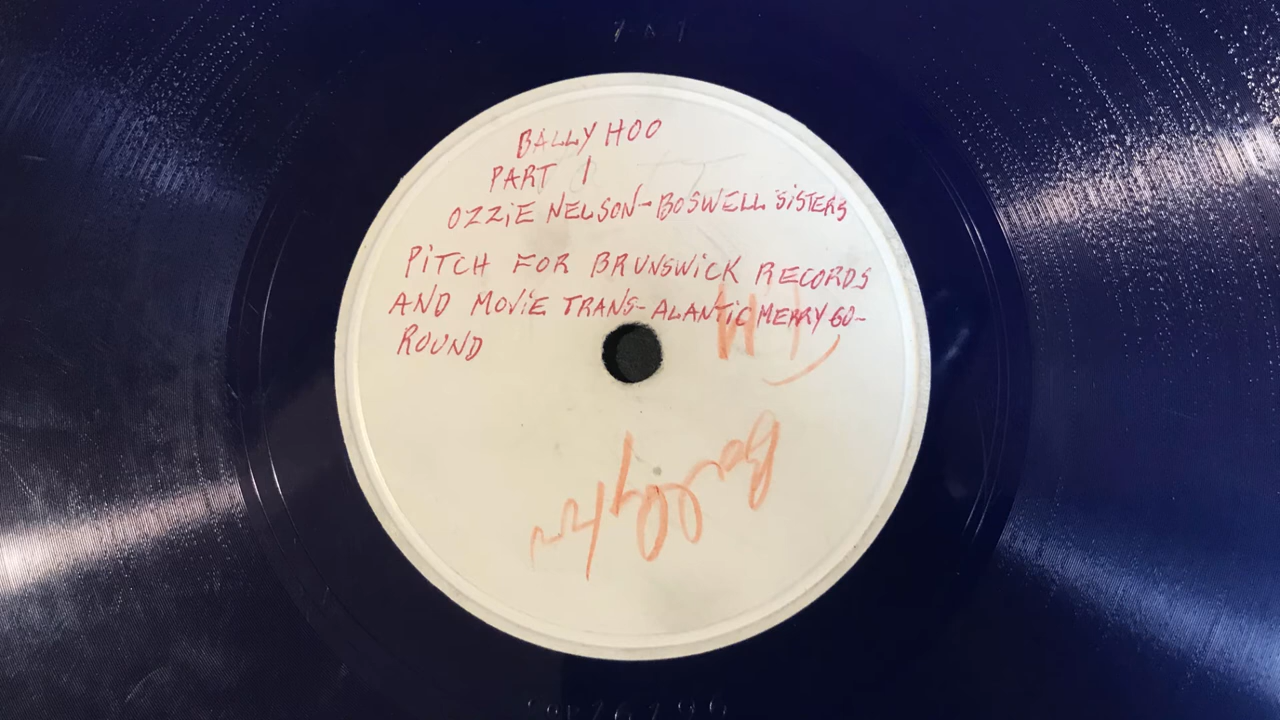 BALLY HOO
PART 1
OZZIE NELSON-BOSWELL SISTERS
PITCH FOR BRUNSWICK RECORDS
AND MOVIE TRANS-ALANTIC MERRY GO-
ROUND